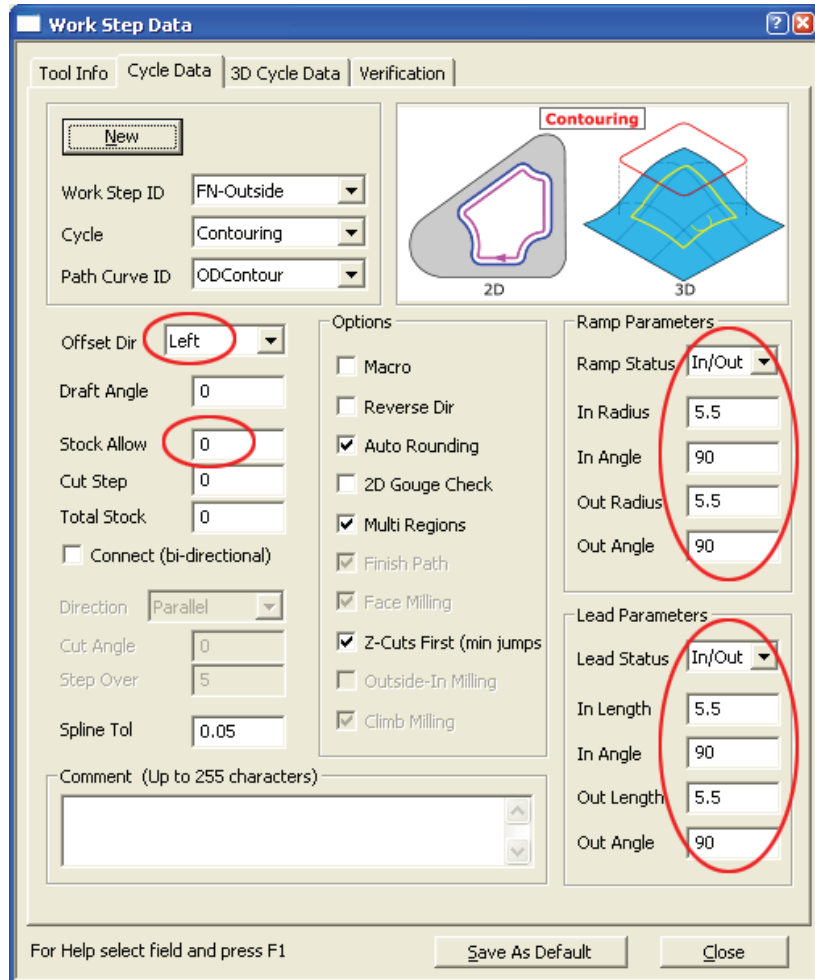 Work Step Data
Tool Info Cycle Data 3D Cycle Data Verification
New
Work Step ID FN-Outside
Cycle Contouring
Path Curve ID ODContour
Contouring
2D 3D
Offset Dir Left
Draft Angle 0
Stock Allow 0
Cut Step 0
Total Stock 0
Connect (bi-directional)
Direction Parallel
Cut Angle 0
Step Over 5
Spline Tol 0.05
Options
Macro
Reverse Dir
Auto Rounding
2D Gouge Check
Multi Regions
Finish Path
Face Milling
Z-Cuts First (min jumps
Outside-In Milling
Climb Milling
Ramp Parameters
Ramp Status In/Out
In Radius 5.5
In Angle 90
Out Radius 5.5
Out Angle 90
Lead Parameters
Lead Status In/Out
In Length 5.5
In Angle 90
Out Length 5.5
Out Angle 90
Comment (Up to 255 characters)
For Help select field and press F1
Save As Default
Close